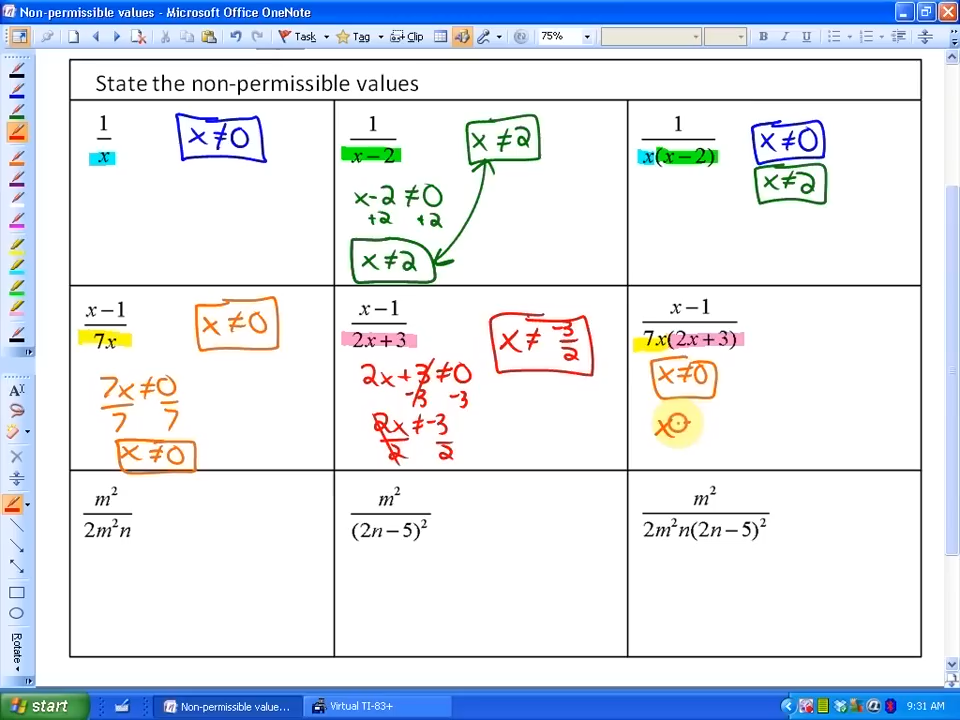 Non-permissible values - Microsoft Office OneNote
Task
Tag
Clip
75%
B I U
State the non-permissible values
1
x
x ≠ 0
1
x − 2
x ≠ 2
x-2 ≠ 0
+2 +2
x ≠ 2
1
x(x − 2)
x ≠ 0
x ≠ 2
x − 1
7x
x ≠ 0
7x ≠ 0
7 7
x ≠ 0
x − 1
2x + 3
x ≠ -3
2
2x + 3 ≠ 0
-3 -3
2x ≠ -3
2 2
x − 1
7x(2x + 3)
x ≠ 0
x
m²
2m²n
m²
(2n − 5)²
m²
2m²n(2n − 5)²
Rotate
start
Non-permissible value...
Virtual TI-83+
9:31 AM